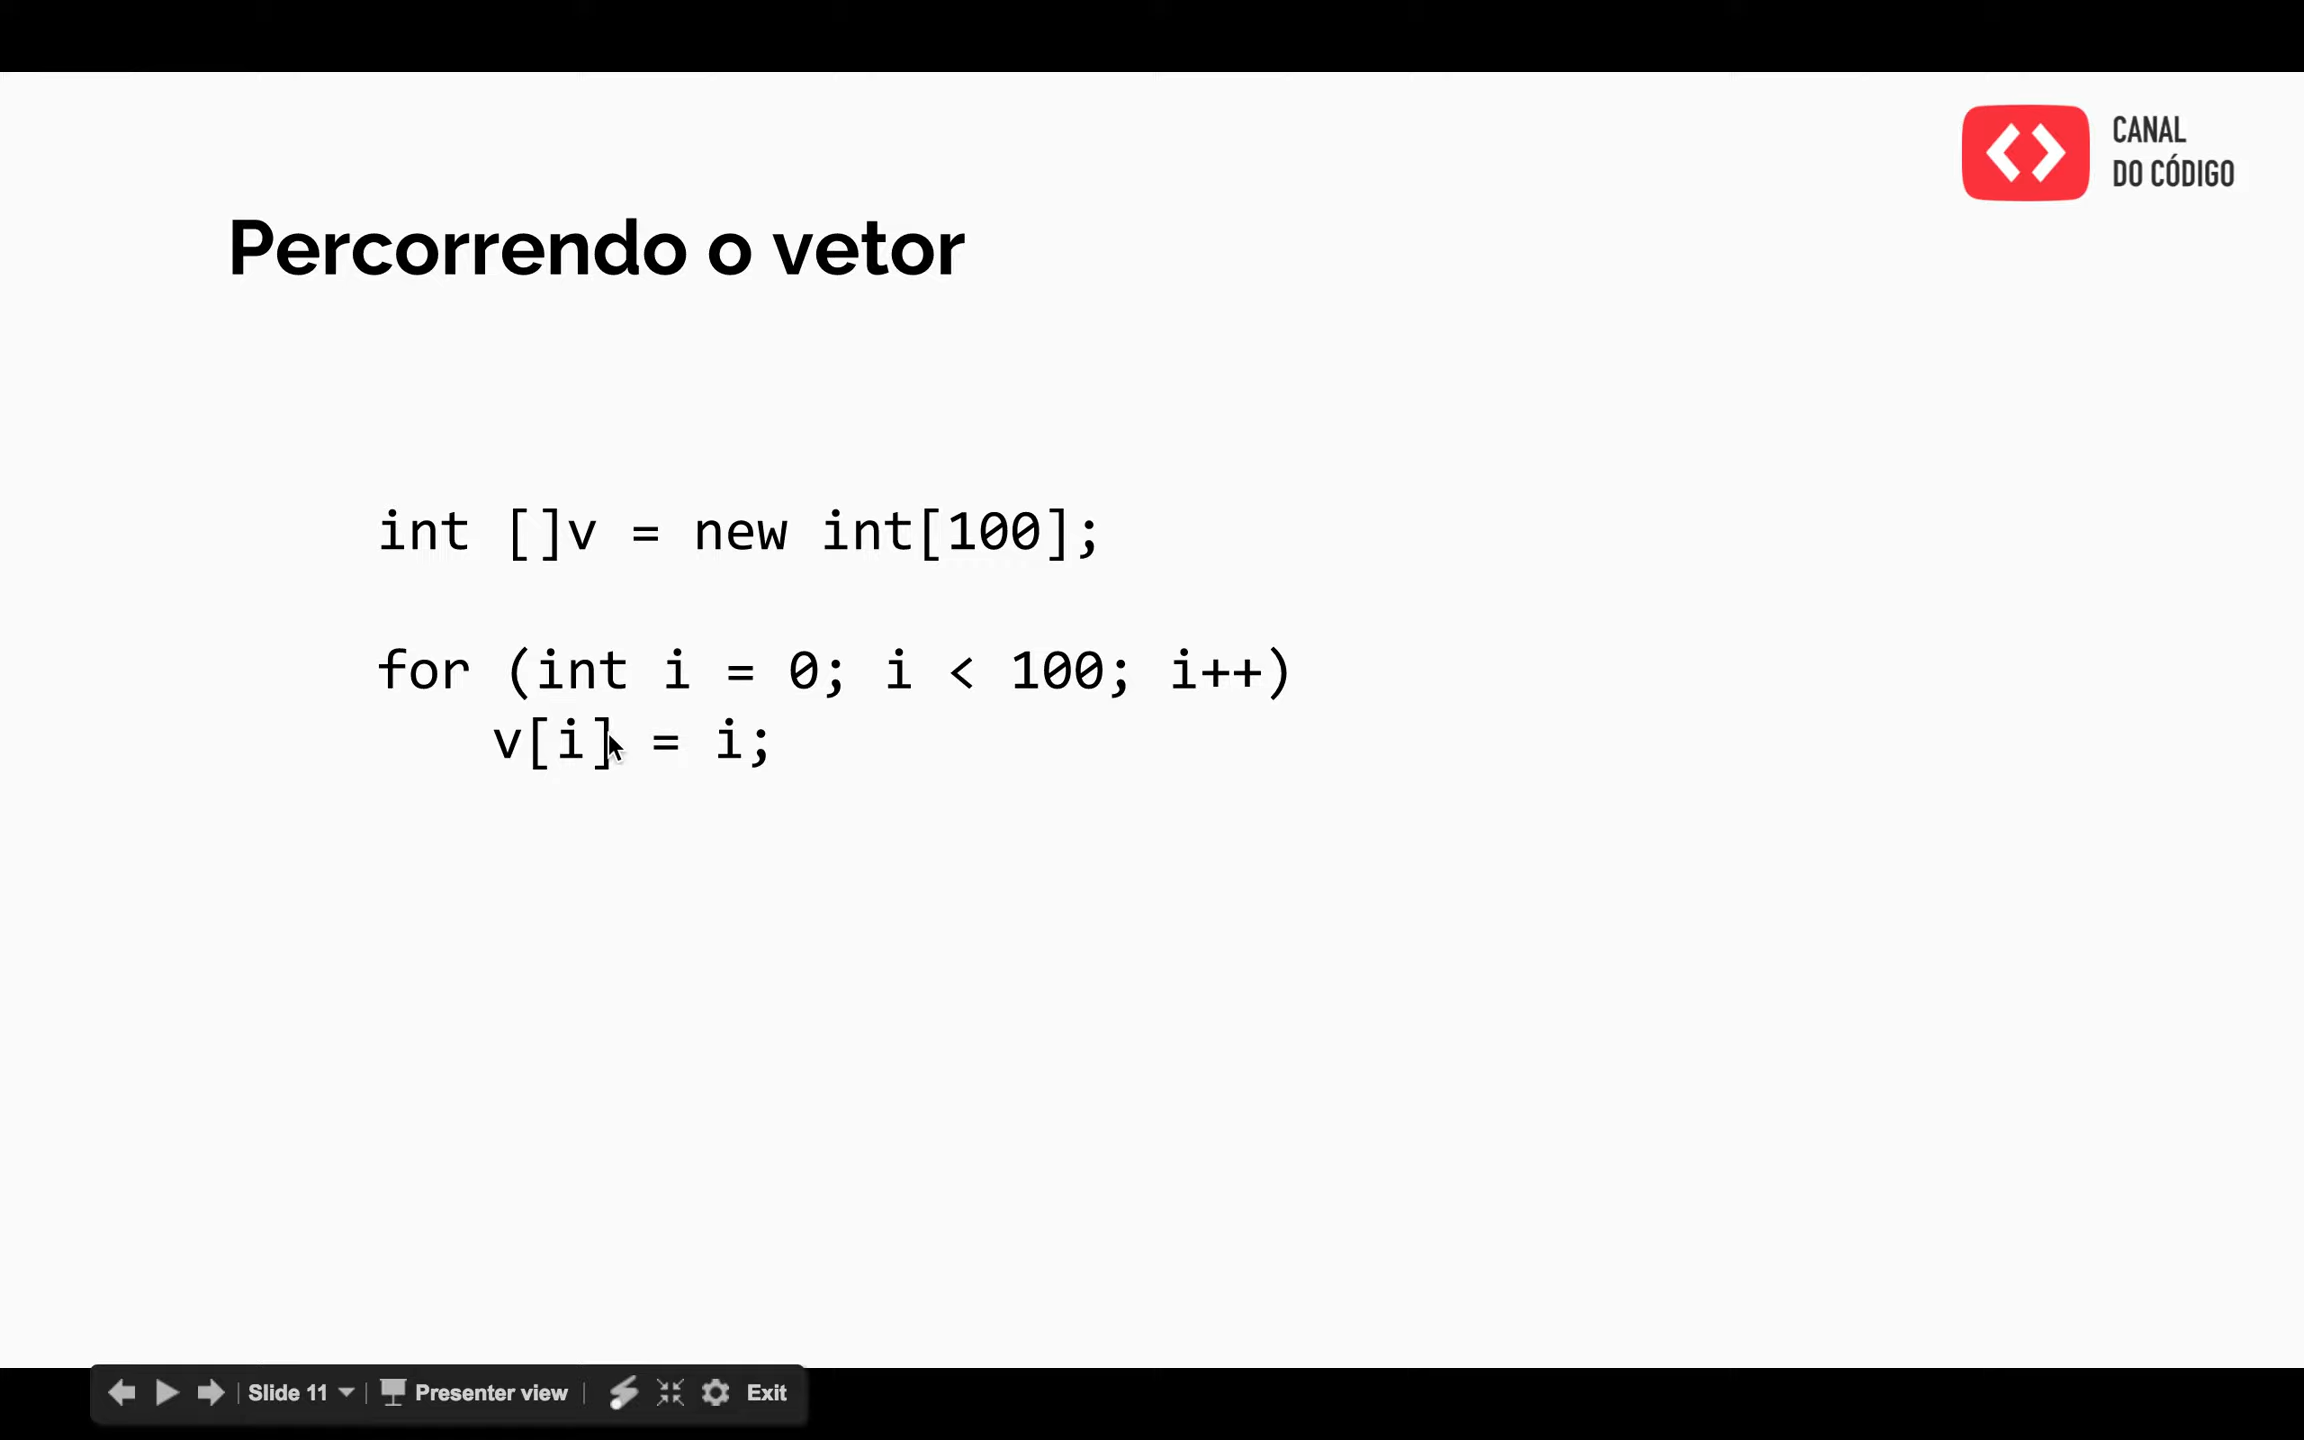 CANAL
DO CÓDIGO
Percorrendo o vetor
int []v = new int[100];
for (int i = 0; i < 100; i++)
    v[i] = i;
Slide 11
Presenter view
Exit